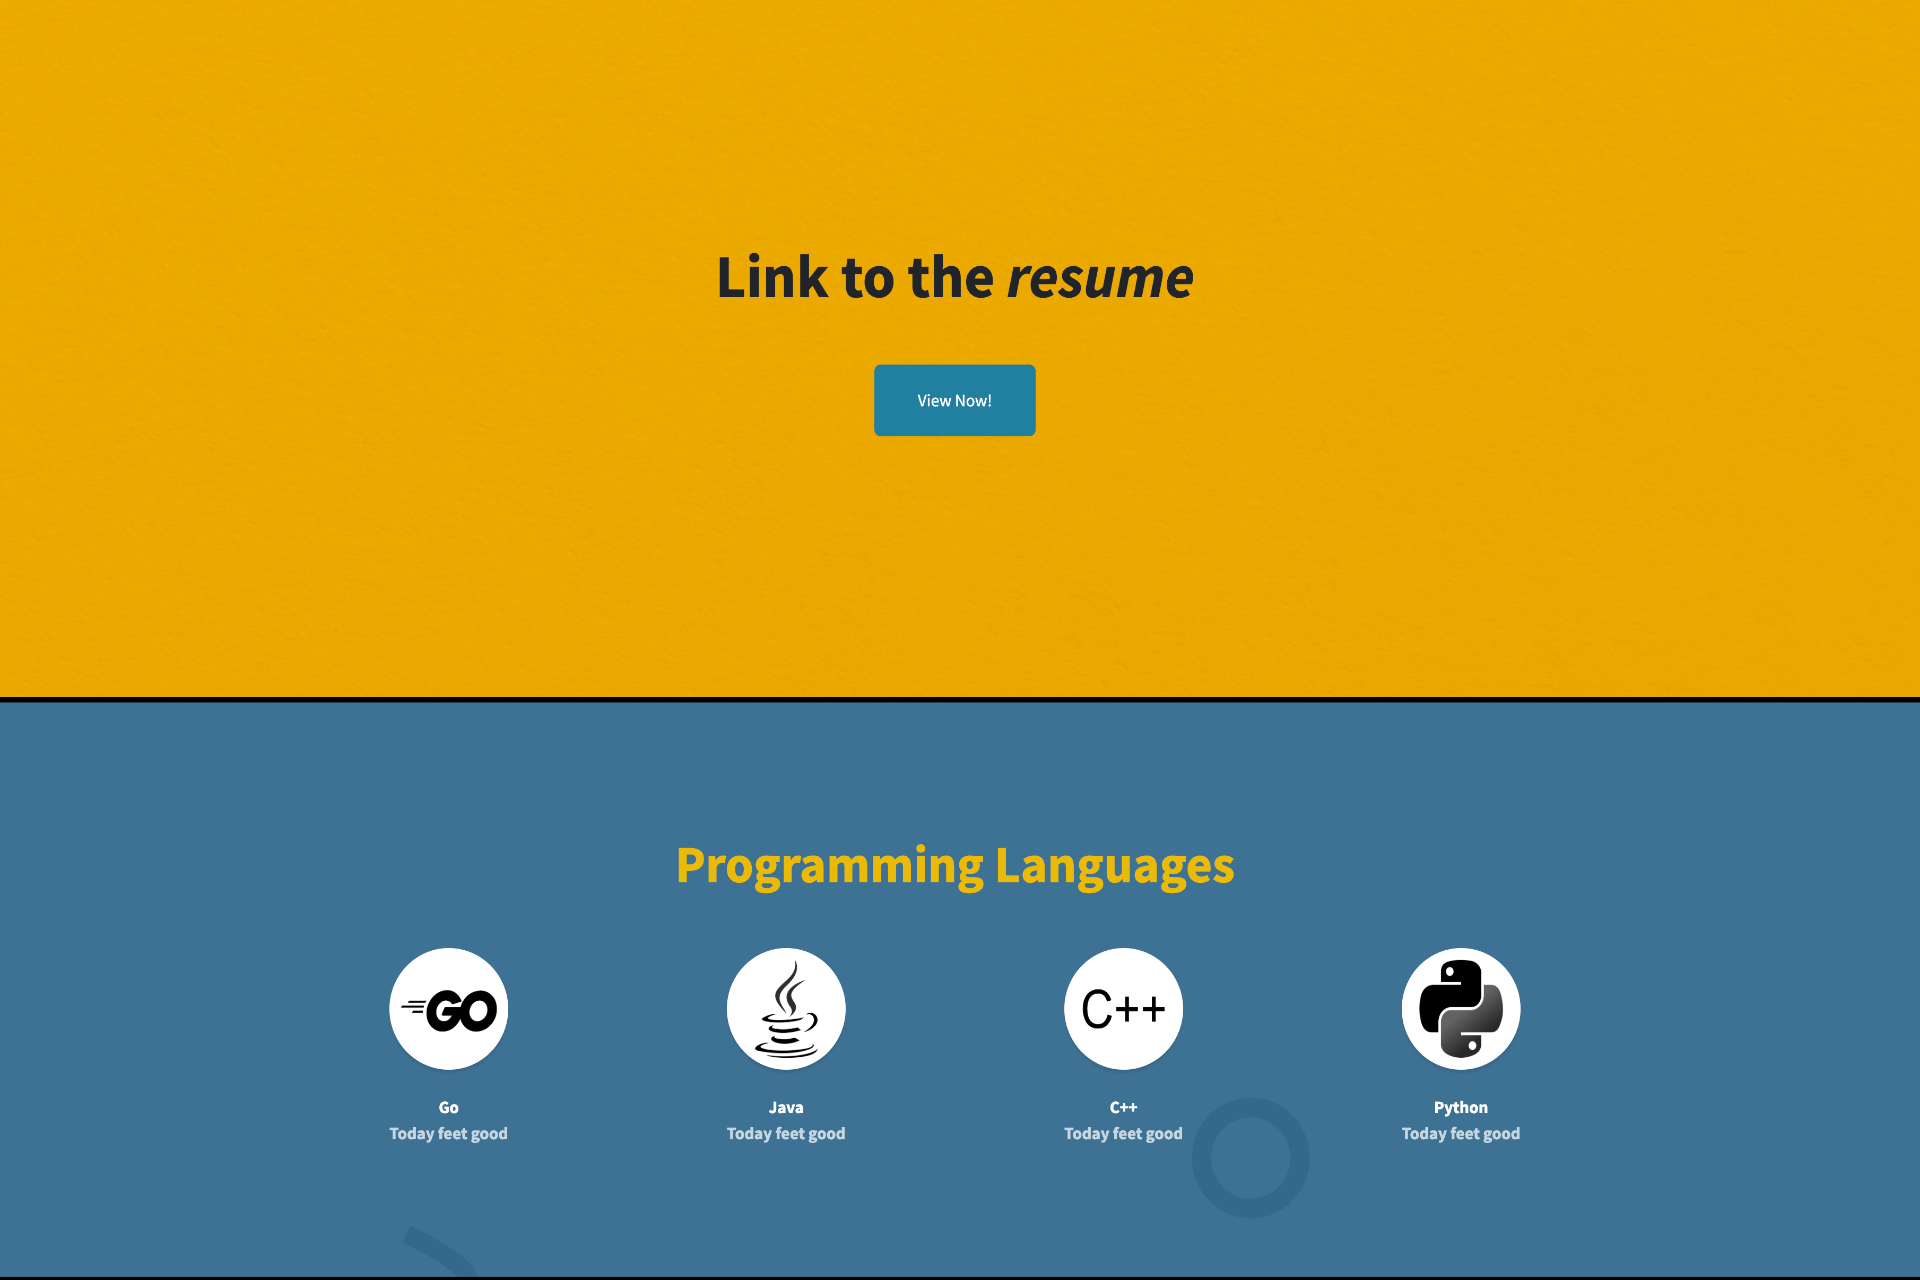 Link to the resume
View Now!
Programming Languages
GO
C++
Go
Java
C++
Python
Today feet good
Today feet good
Today feet good
Today feet good